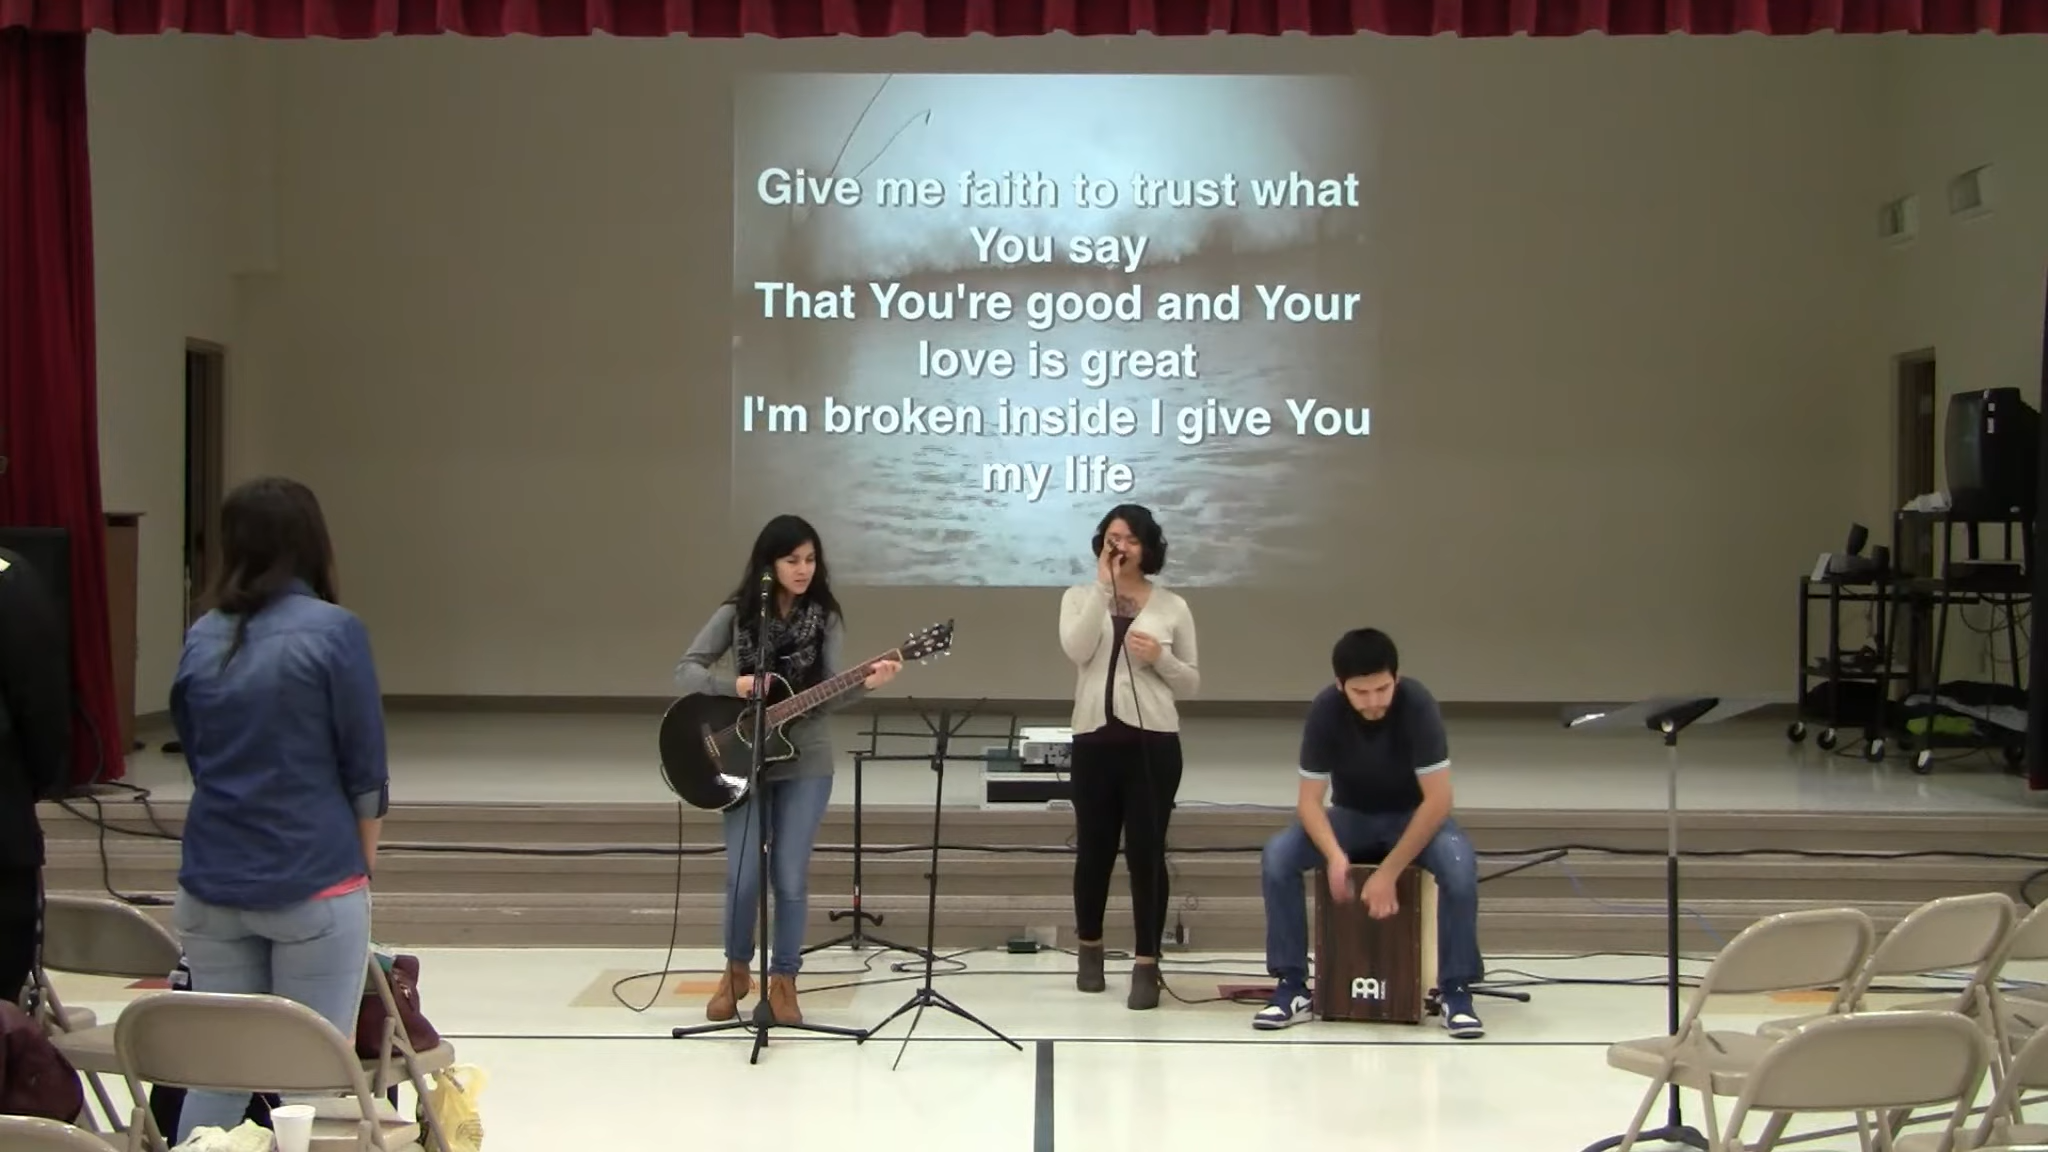 Give me faith to trust what
You say
That You're good and Your
love is great
I'm broken inside I give You
my life